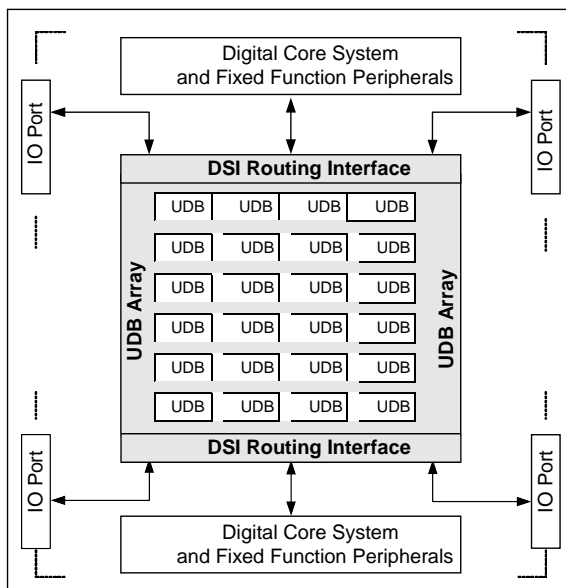 Digital Core System
and Fixed Function Peripherals
IO Port
IO Port
DSI Routing Interface
UDB Array
UDB UDB UDB UDB
UDB UDB UDB UDB
UDB UDB UDB UDB
UDB UDB UDB UDB
UDB UDB UDB UDB
UDB UDB UDB UDB
UDB Array
DSI Routing Interface
IO Port
IO Port
Digital Core System
and Fixed Function Peripherals